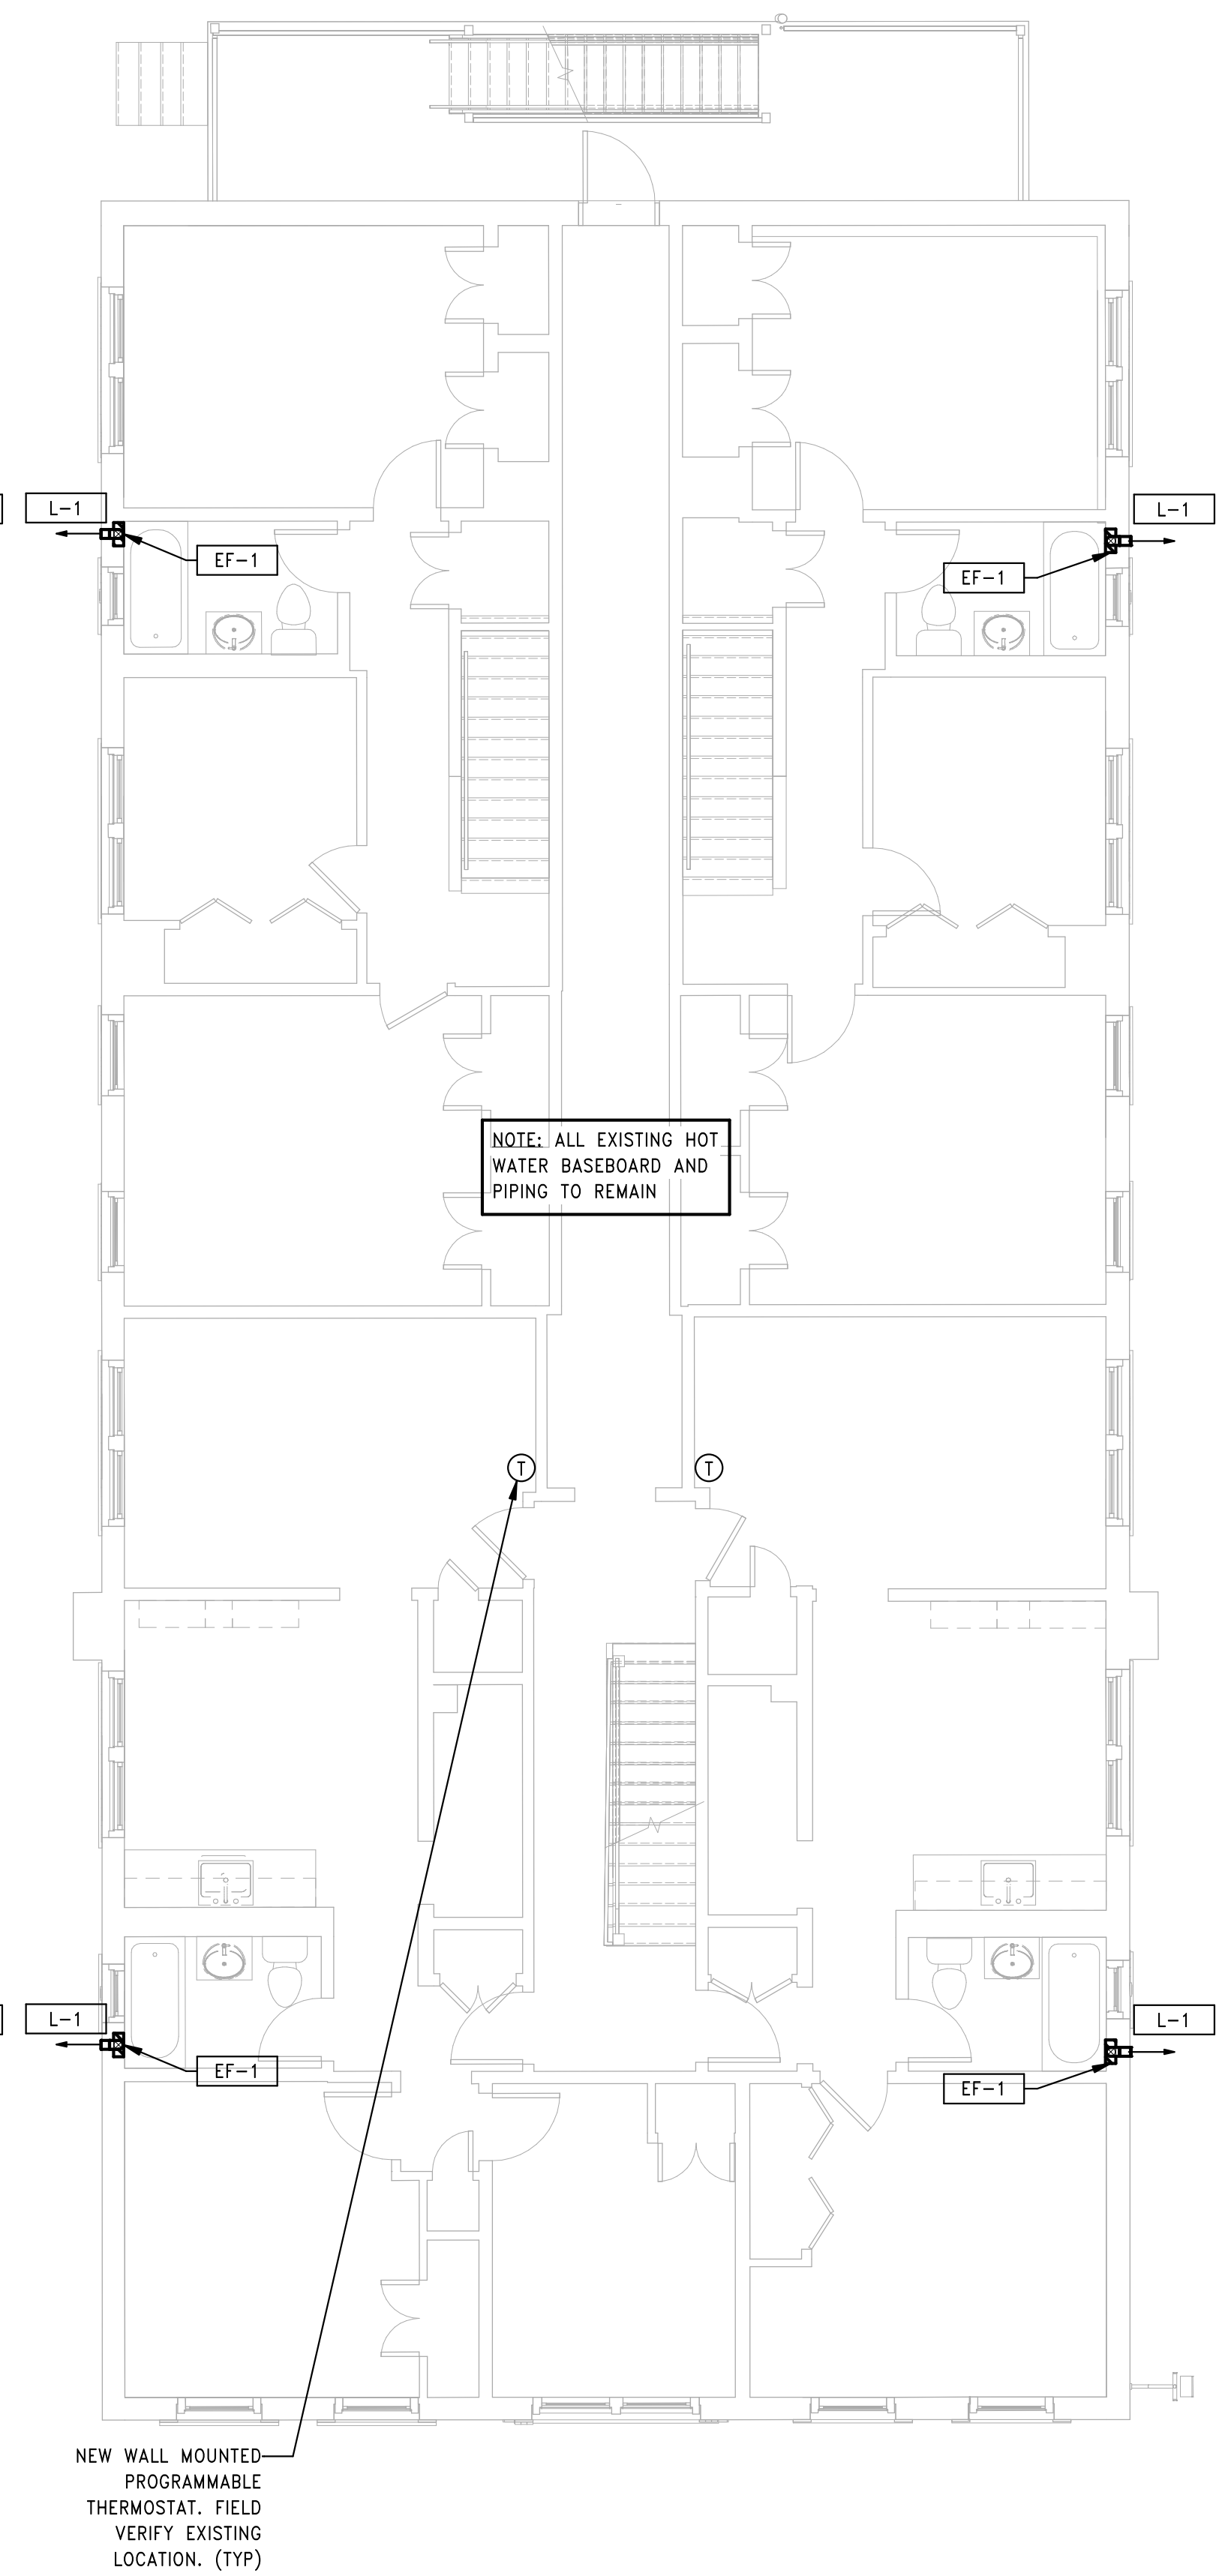 L-1
L-1
EF-1
EF-1
NOTE: ALL EXISTING HOT
WATER BASEBOARD AND
PIPING TO REMAIN
T
T
L-1
L-1
EF-1
EF-1
NEW WALL MOUNTED
PROGRAMMABLE
THERMOSTAT. FIELD
VERIFY EXISTING
LOCATION. (TYP)